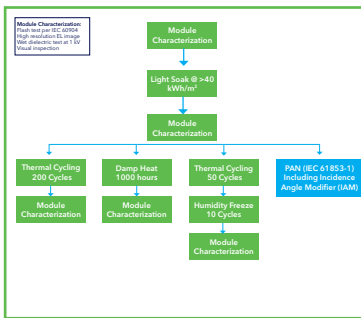 Module Characterization:
Flash test per IEC 60904
High resolution EL image
Wet dielectric test at 1 kV
Visual inspection
Module
Characterization
Light Soak @ >40
kWh/m²
Module
Characterization
Thermal Cycling
200 Cycles
Module
Characterization
Damp Heat
1000 hours
Module
Characterization
Thermal Cycling
50 Cycles
Humidity Freeze
10 Cycles
Module
Characterization
PAN (IEC 61853-1)
Including Incidence
Angle Modifier (IAM)